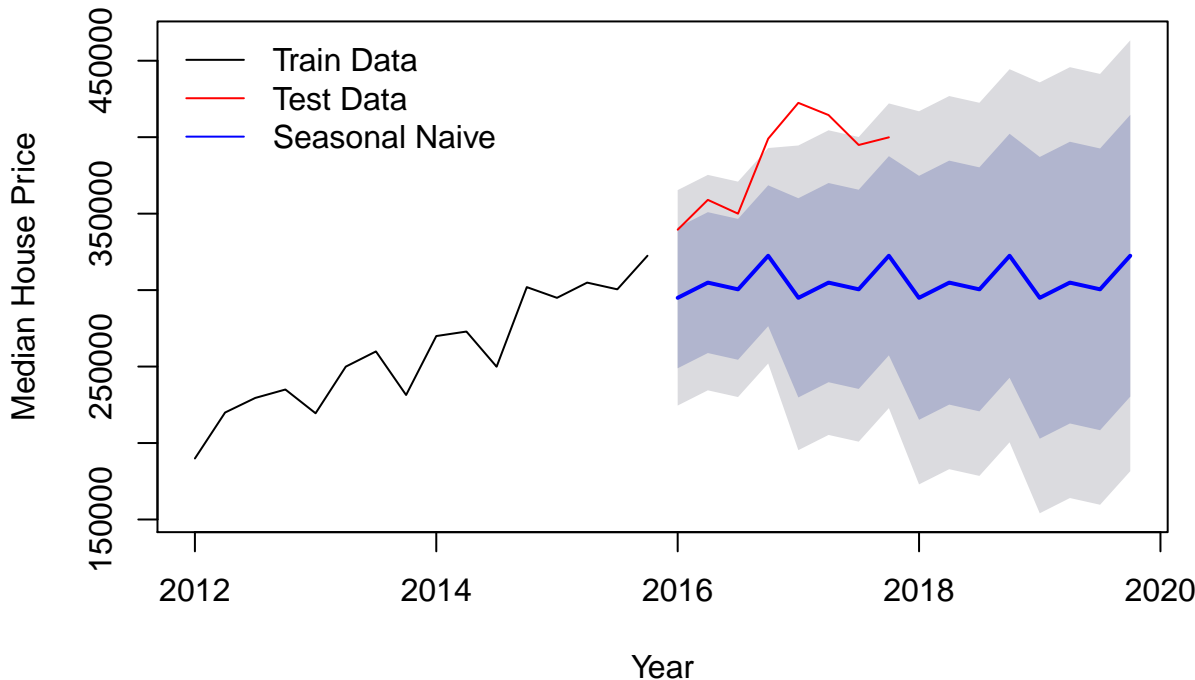 Train Data
Test Data
Seasonal Naive
Median House Price
450000
350000
250000
150000
2012 2014 2016 2018 2020
Year